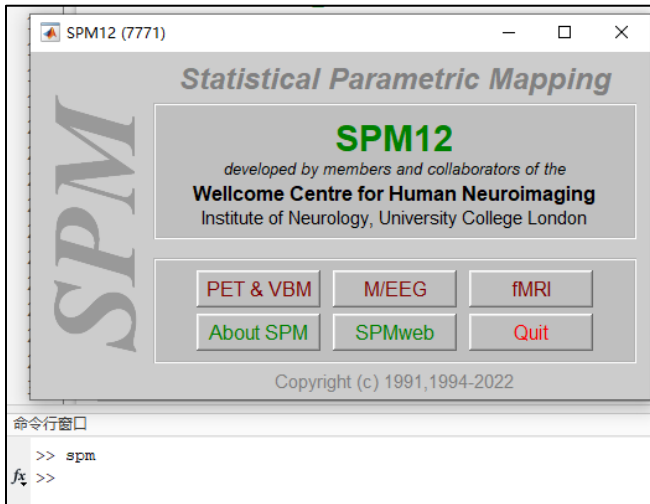 SPM12 (7771)
Statistical Parametric Mapping
SPM
SPM12
developed by members and collaborators of the
Wellcome Centre for Human Neuroimaging
Institute of Neurology, University College London
PET & VBM M/EEG fMRI
About SPM SPMweb Quit
Copyright (c) 1991,1994-2022
命令行窗口
>> spm
fx >>